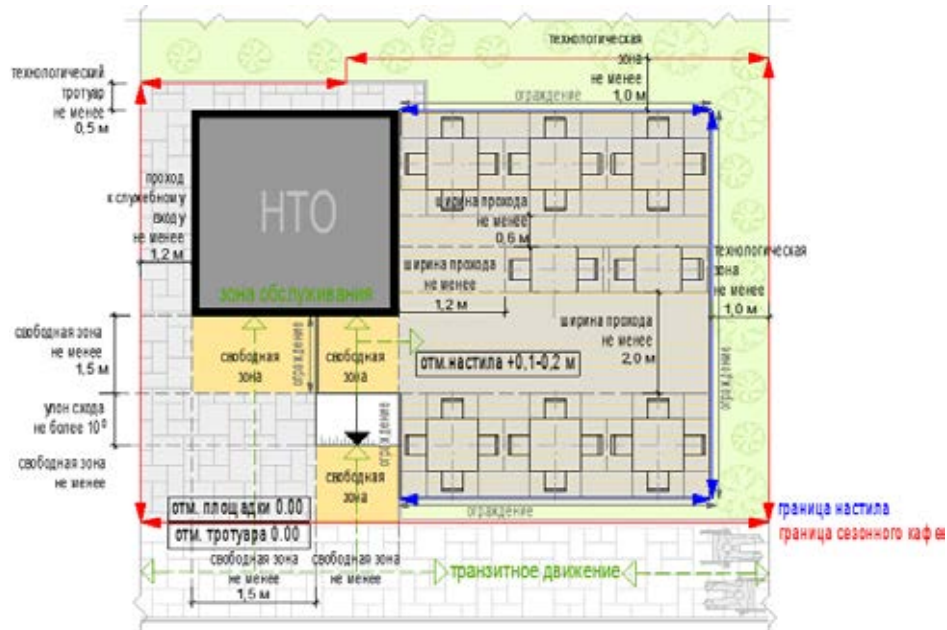 технологическая
зона
не менее
1,0 м
технологический
тротуар
не менее
0,5 м
ограждение
проход
к служебному
входу
не менее
1,2 м
НТО
ширина прохода
не менее
0,6 м
ширина прохода
не менее
1,2 м
технологическая
зона
не менее
1,0 м
зона обслуживания
свободная зона
не менее
1,5 м
свободная
зона
ограждение
свободная
зона
ширина прохода
не менее
2,0 м
отм.настила +0,1-0,2 м
ограждение
уклон схода
не более 10⁰
ограждение
свободная зона
не менее
свободная
зона
отм. площадки 0.00
отм. тротуара 0.00
ограждение
граница настила
граница сезонного кафе
свободная зона
не менее
1,5 м
свободная зона
не менее
транзитное движение